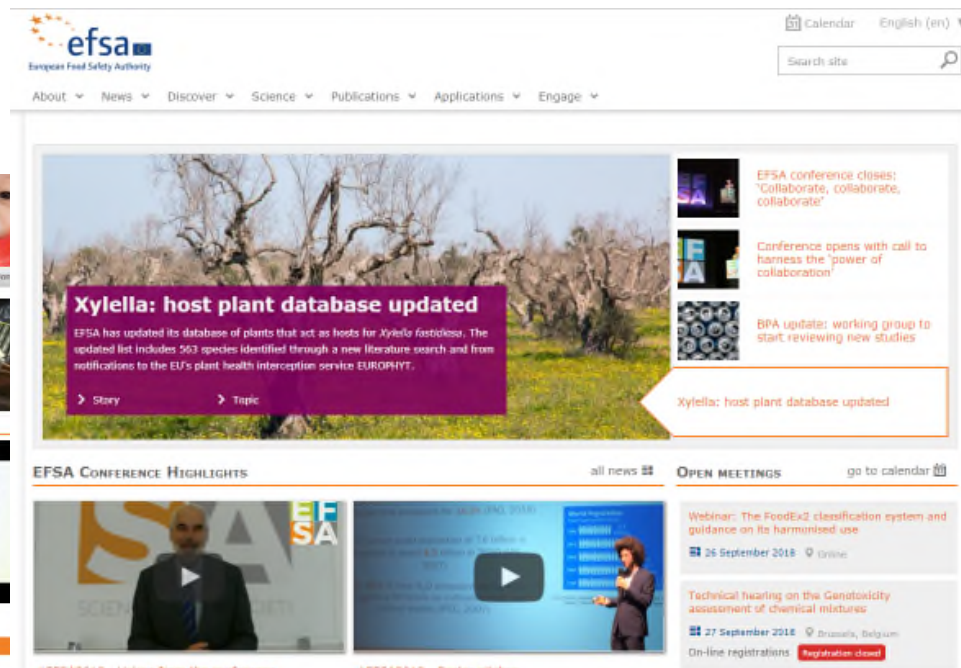 Calendar English (en)
efsa
European Food Safety Authority
Search site
About News Discover Science Publications Applications Engage
EFSA conference closes:
'Collaborate, collaborate,
collaborate'
Conference opens with call to
harness the 'power of
collaboration'
Xylella: host plant database updated
EFSA has updated its database of plants that act as hosts for Xylella fastidiosa. The
updated list includes 563 species identified through a new literature search and from
notifications to the EU's plant health interception service EUROPHYT.
Story Topic
BPA update: working group to
start reviewing new studies
Xylella: host plant database updated
EFSA Conference Highlights
all news
Open meetings
go to calendar
EFSA
SA
World Population
Webinar: The FoodEx2 classification system and
guidance on its harmonised use
26 September 2018 Online
Technical hearing on the Genotoxicity
assessment of chemical mixtures
27 September 2018 Brussels, Belgium
On-line registrations Registration closed